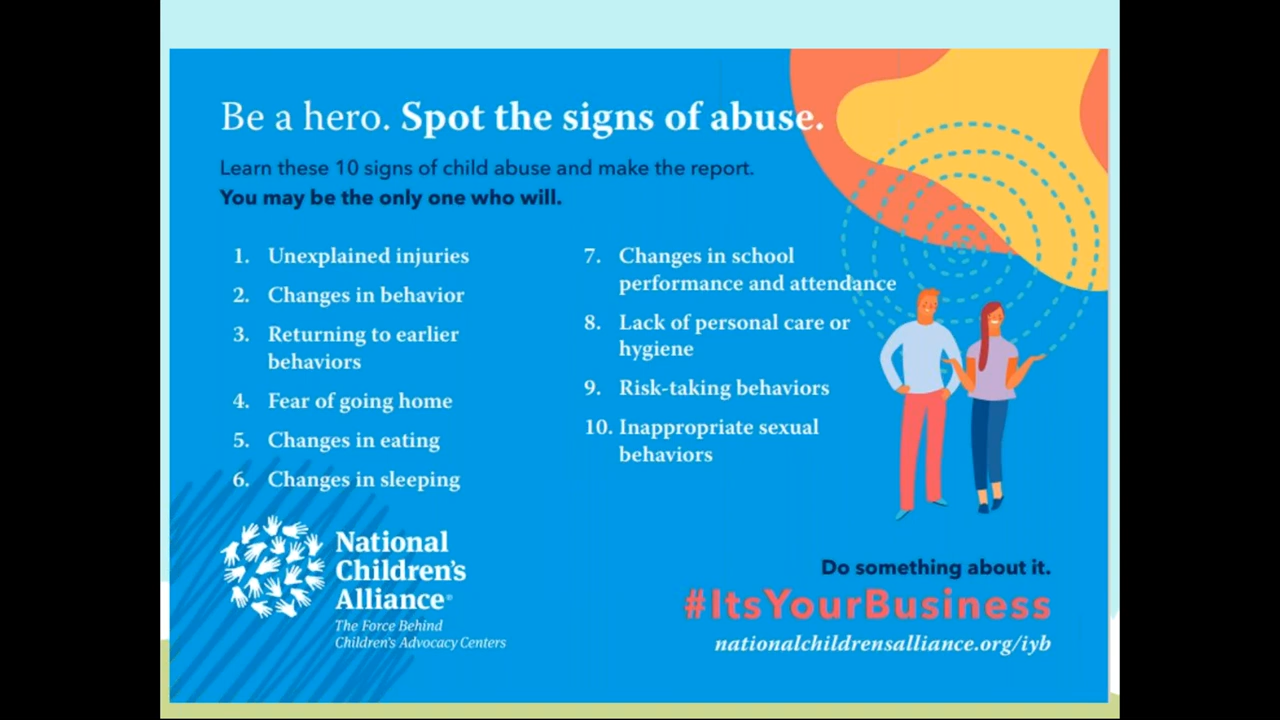 Be a hero. Spot the signs of abuse.
Learn these 10 signs of child abuse and make the report.
You may be the only one who will.
1. Unexplained injuries
2. Changes in behavior
3. Returning to earlier
behaviors
4. Fear of going home
5. Changes in eating
6. Changes in sleeping
7. Changes in school
performance and attendance
8. Lack of personal care or
hygiene
9. Risk-taking behaviors
10. Inappropriate sexual
behaviors
National
Children's
Alliance®
The Force Behind
Children's Advocacy Centers
Do something about it.
#ItsYourBusiness
nationalchildrensalliance.org/iyb